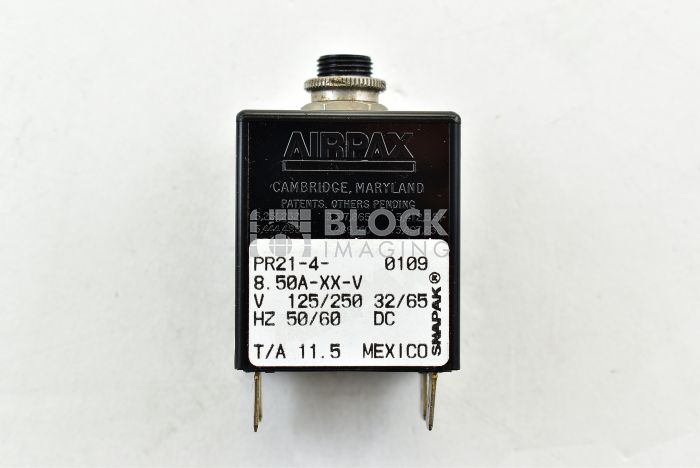 AIRPAX
CAMBRIDGE, MARYLAND
PATENTS, OTHERS PENDING
BLOCK
IMAGING
PR21-4- 0109
8.50A-XX-V
V 125/250 32/65
HZ 50/60 DC
T/A 11.5 MEXICO
SNAPAK®